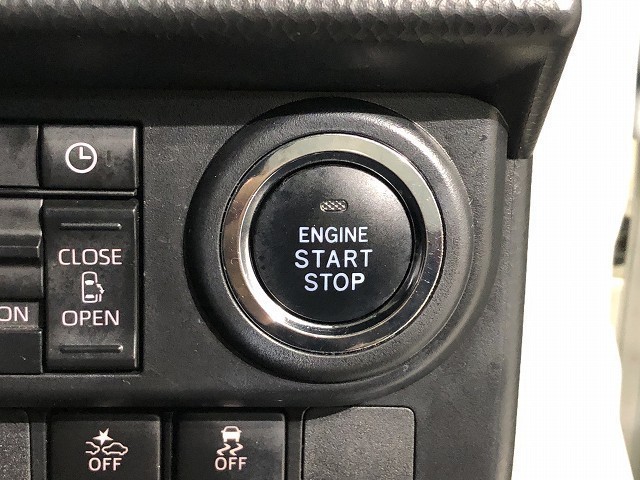 CLOSE
OPEN
ON
ENGINE
START
STOP
OFF
OFF